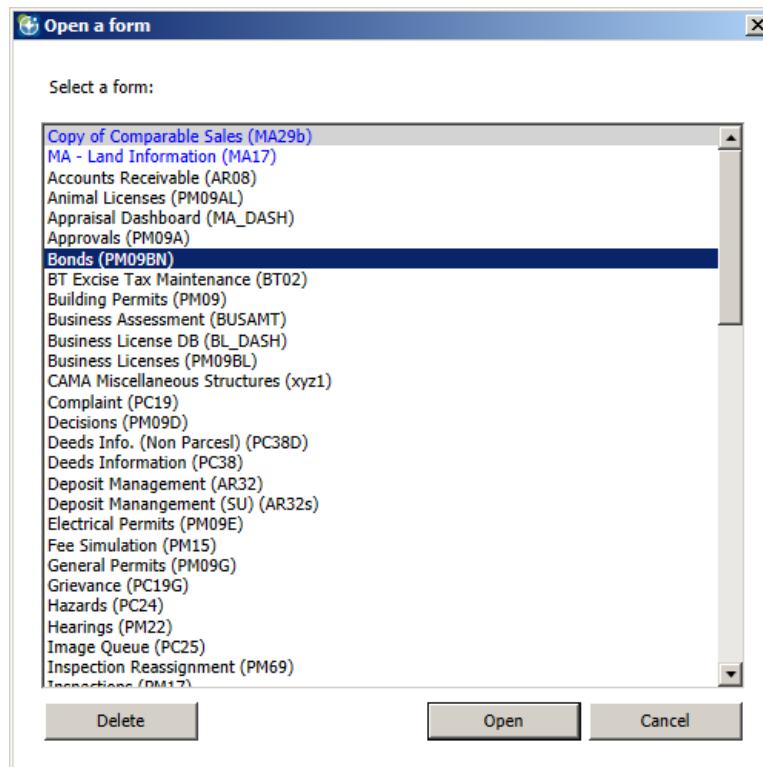 Open a form
Select a form:
Copy of Comparable Sales (MA29b)
MA - Land Information (MA17)
Accounts Receivable (AR08)
Animal Licenses (PM09AL)
Appraisal Dashboard (MA_DASH)
Approvals (PM09A)
Bonds (PM09BN)
BT Excise Tax Maintenance (BT02)
Building Permits (PM09)
Business Assessment (BUSAMT)
Business License DB (BL_DASH)
Business Licenses (PM09BL)
CAMA Miscellaneous Structures (xyz1)
Complaint (PC19)
Decisions (PM09D)
Deeds Info. (Non Parcesl) (PC38D)
Deeds Information (PC38)
Deposit Management (AR32)
Deposit Manangement (SU) (AR32s)
Electrical Permits (PM09E)
Fee Simulation (PM15)
General Permits (PM09G)
Grievance (PC19G)
Hazards (PC24)
Hearings (PM22)
Image Queue (PC25)
Inspection Reassignment (PM69)
Inspections (PM17)
Delete Open Cancel